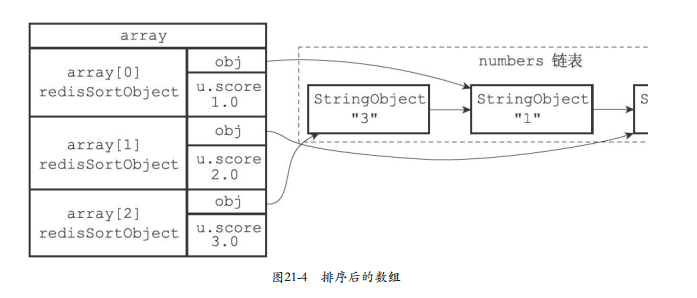 array
array[0]
redisSortObject
obj
u.score
1.0
array[1]
redisSortObject
obj
u.score
2.0
array[2]
redisSortObject
obj
u.score
3.0
numbers 链表
StringObject
"3"
StringObject
"1"
S
图21-4 排序后的数组